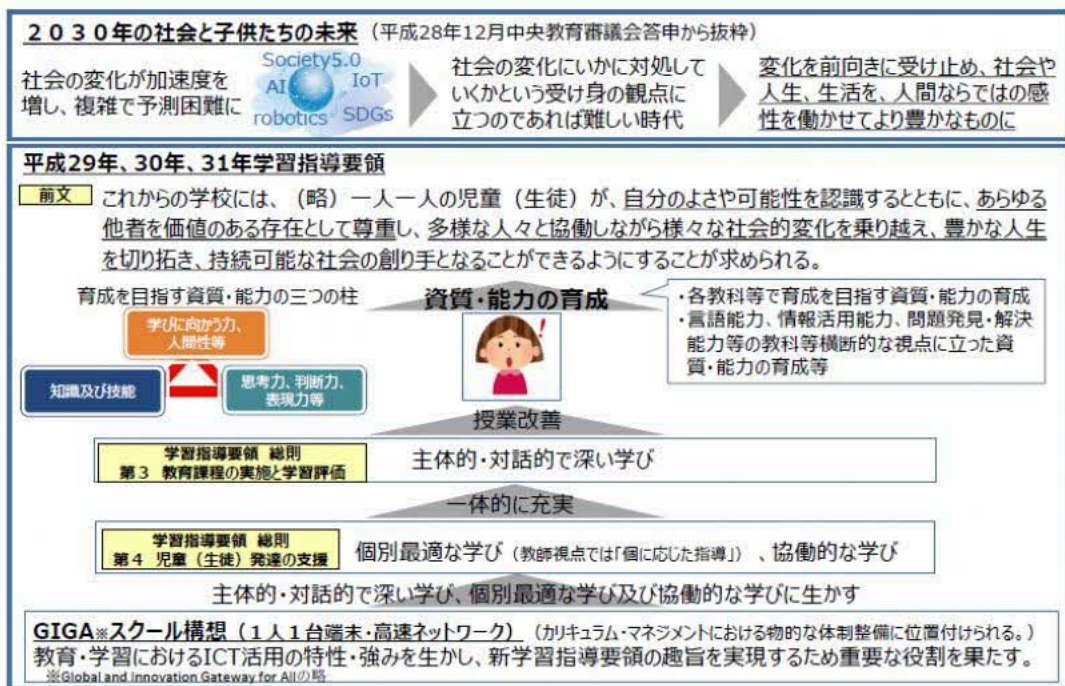 2030年の社会と子供たちの未来（平成28年12月中央教育審議会答申から抜粋）
社会の変化が加速度を
増し、複雑で予測困難に
Society5.0
AI
IoT
robotics
SDGs
社会の変化にいかに対処して
いくかという受け身の観点に
立つのであれば難しい時代
変化を前向きに受け止め、社会や
人生、生活を、人間ならではの感
性を働かせてより豊かなものに
平成29年、30年、31年学習指導要領
前文
これからの学校には、（略）一人一人の児童（生徒）が、自分のよさや可能性を認識するとともに、あらゆる
他者を価値のある存在として尊重し、多様な人々と協働しながら様々な社会的変化を乗り越え、豊かな人生
を切り拓き、持続可能な社会の創り手となることができるようにすることが求められる。
育成を目指す資質・能力の三つの柱
学びに向かう力、
人間性等
知識及び技能
思考力、判断力、
表現力等
資質・能力の育成
・各教科等で育成を目指す資質・能力の育成
・言語能力、情報活用能力、問題発見・解決
能力等の教科等横断的な視点に立った資
質・能力の育成等
授業改善
学習指導要領 総則
第３ 教育課程の実施と学習評価
主体的・対話的で深い学び
一体的に充実
学習指導要領 総則
第４ 児童（生徒）発達の支援
個別最適な学び（教師視点では「個に応じた指導」）、協働的な学び
主体的・対話的で深い学び、個別最適な学び及び協働的な学びに生かす
GIGA※スクール構想（１人１台端末・高速ネットワーク）（カリキュラム・マネジメントにおける物的な体制整備に位置付けられる。）
教育・学習におけるICT活用の特性・強みを生かし、新学習指導要領の趣旨を実現するため重要な役割を果たす。
※Global and Innovation Gateway for Allの略